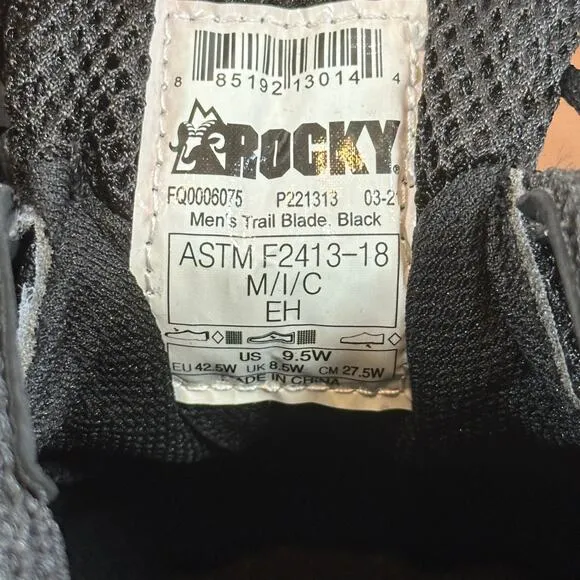 8 85192 13014 4
ROCKY
FQ0006075 P221313 03-21
Men's Trail Blade, Black
ASTM F2413-18
M/I/C
EH
US 9.5W
EU 42.5W UK 8.5W CM 27.5W
MADE IN CHINA